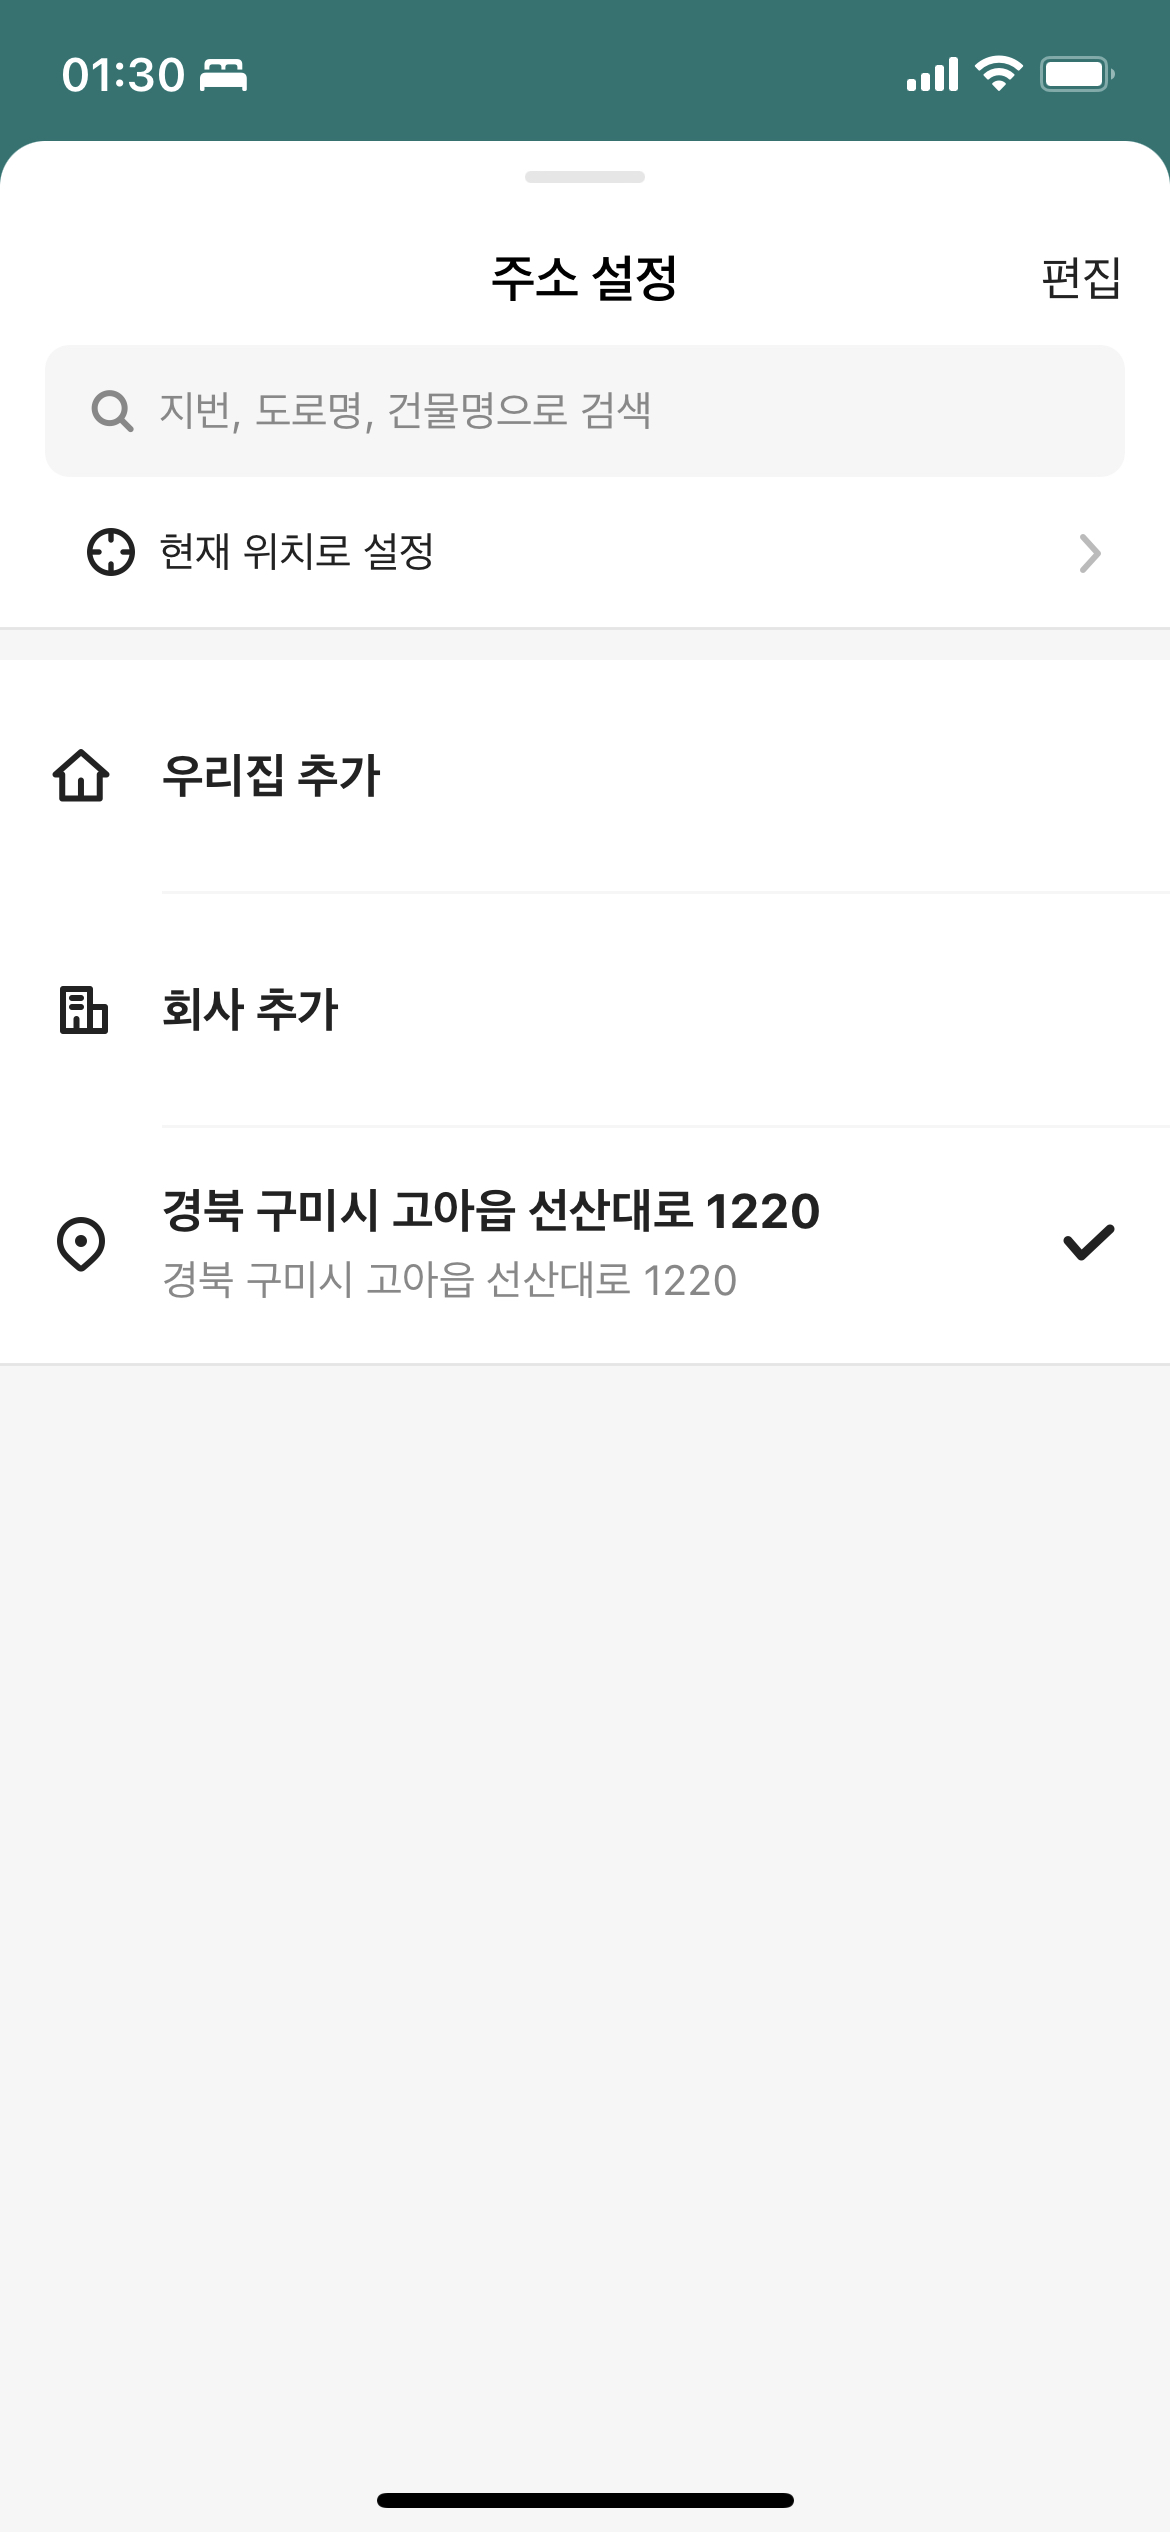 01:30
주소 설정
편집
지번, 도로명, 건물명으로 검색
현재 위치로 설정
우리집 추가
회사 추가
경북 구미시 고아읍 선산대로 1220
경북 구미시 고아읍 선산대로 1220